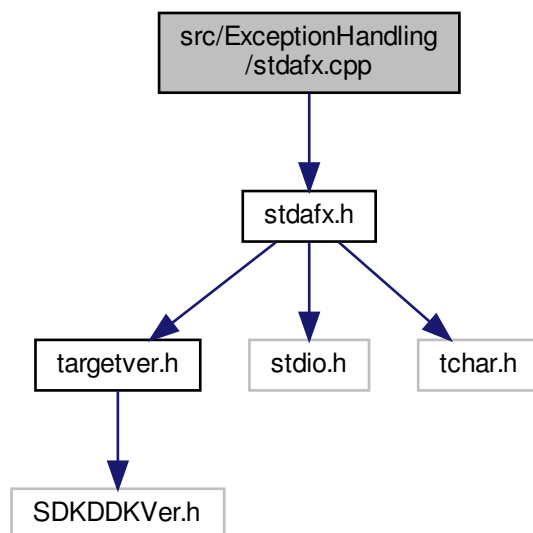 src/ExceptionHandling
/stdafx.cpp
stdafx.h
targetver.h
stdio.h
tchar.h
SDKDDKVer.h